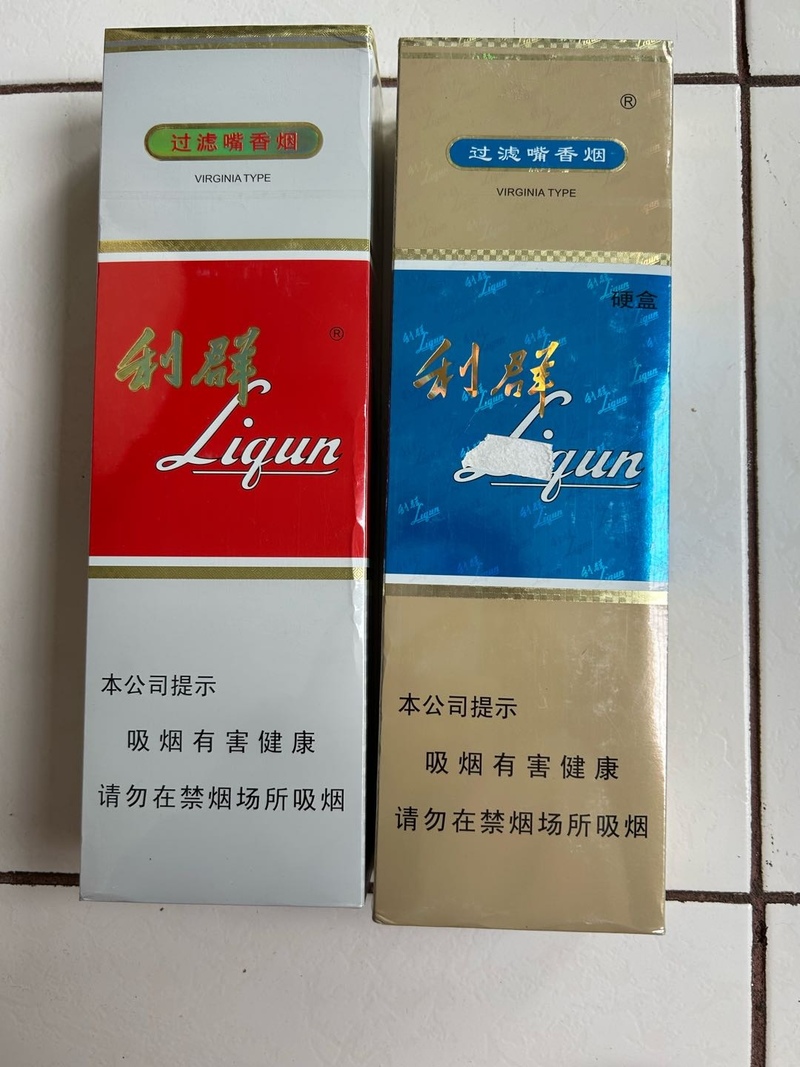 过滤嘴香烟
VIRGINIA TYPE
利群
®
Liqun
本公司提示
吸烟有害健康
请勿在禁烟场所吸烟
®
过滤嘴香烟
VIRGINIA TYPE
硬盒
利群
qun
本公司提示
吸烟有害健康
请勿在禁烟场所吸烟